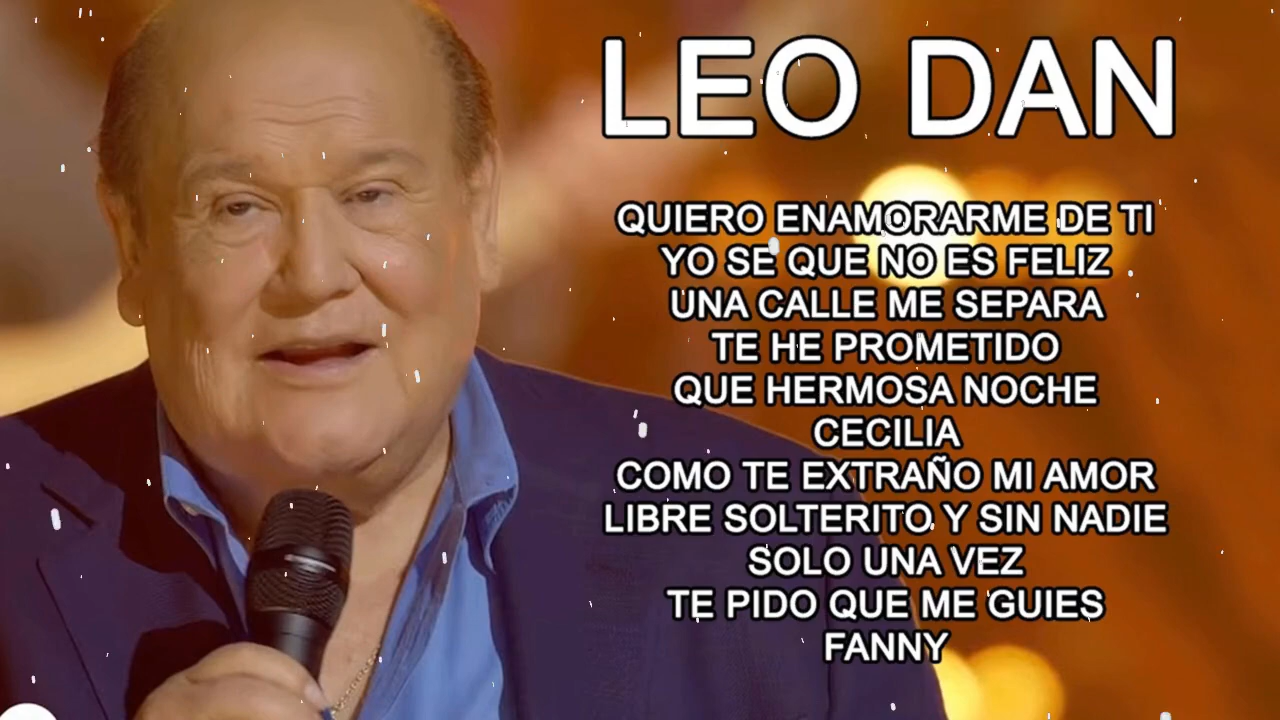 LEO DAN
QUIERO ENAMORARME DE TI
YO SE QUE NO ES FELIZ
UNA CALLE ME SEPARA
TE HE PROMETIDO
QUE HERMOSA NOCHE
CECILIA
COMO TE EXTRAÑO MI AMOR
LIBRE SOLTERITO Y SIN NADIE
SOLO UNA VEZ
TE PIDO QUE ME GUIES
FANNY